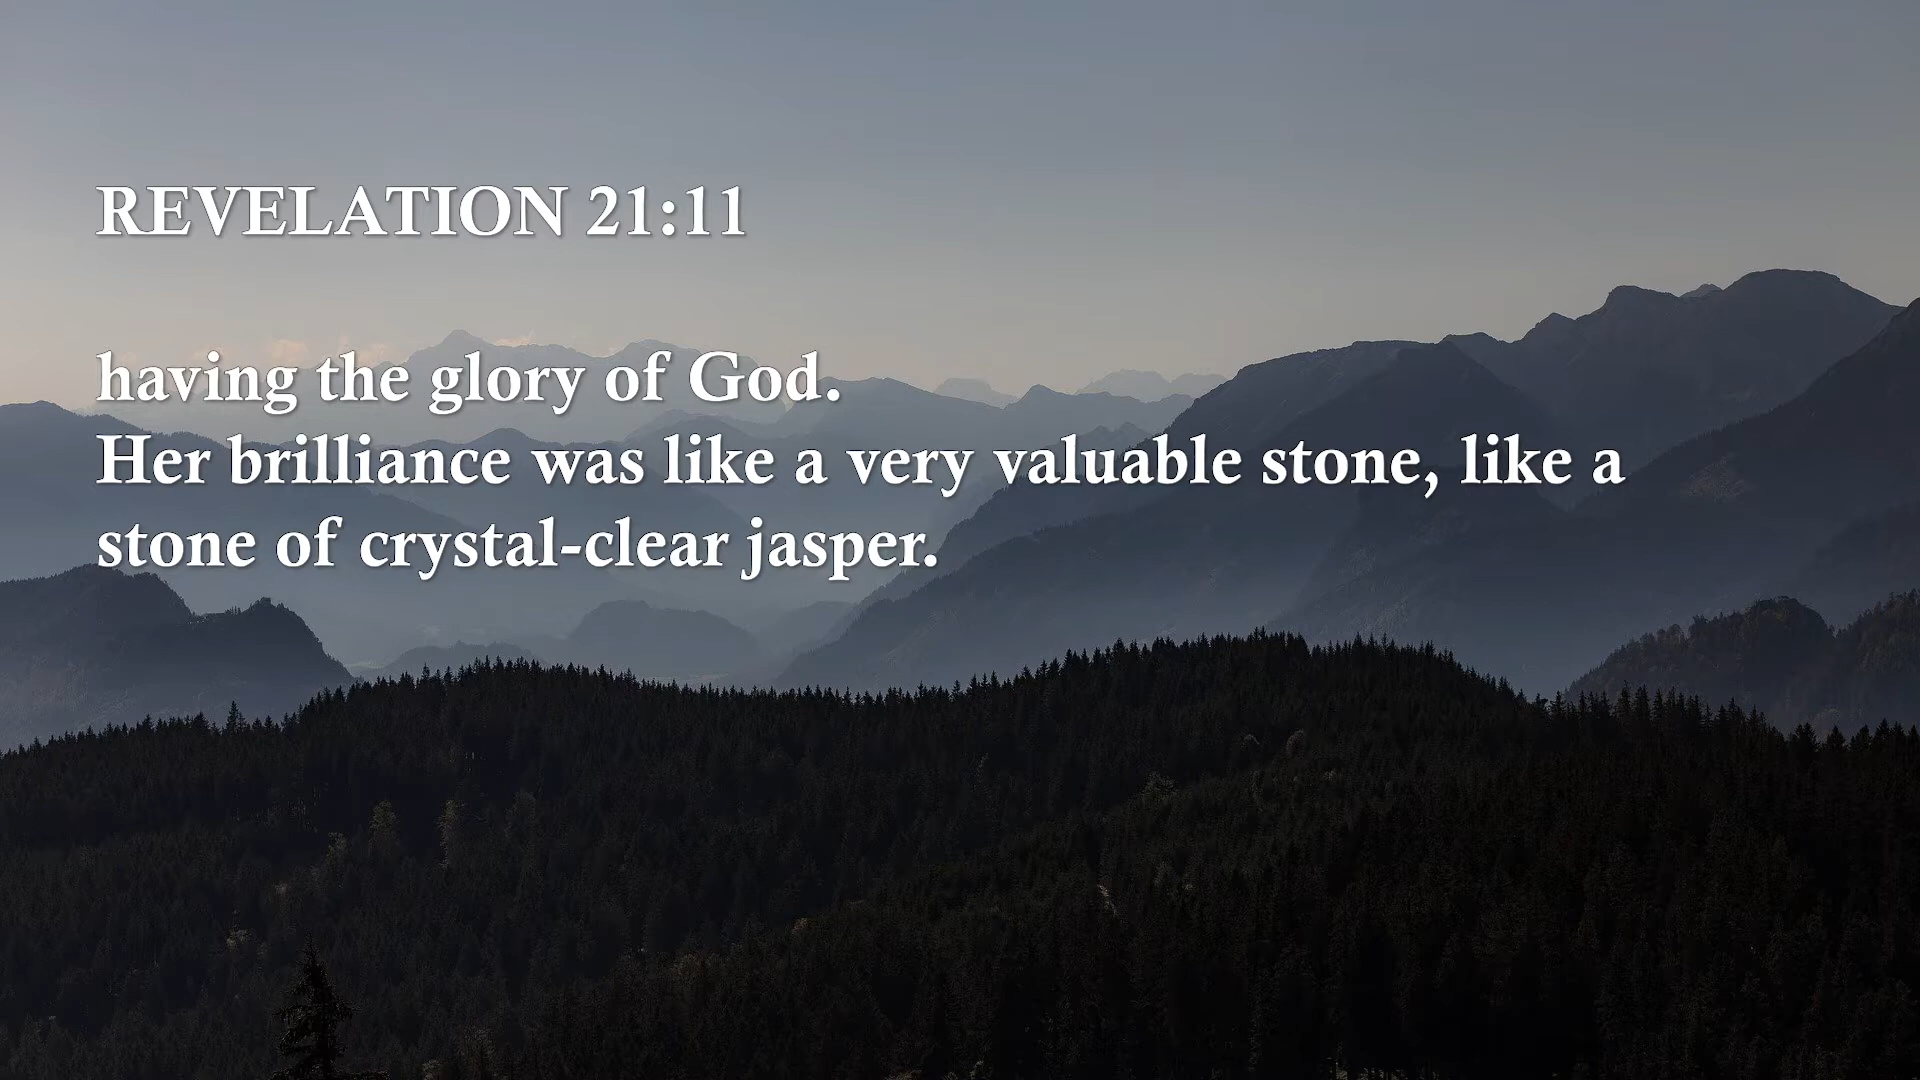 REVELATION 21:11
having the glory of God.
Her brilliance was like a very valuable stone, like a
stone of crystal-clear jasper.